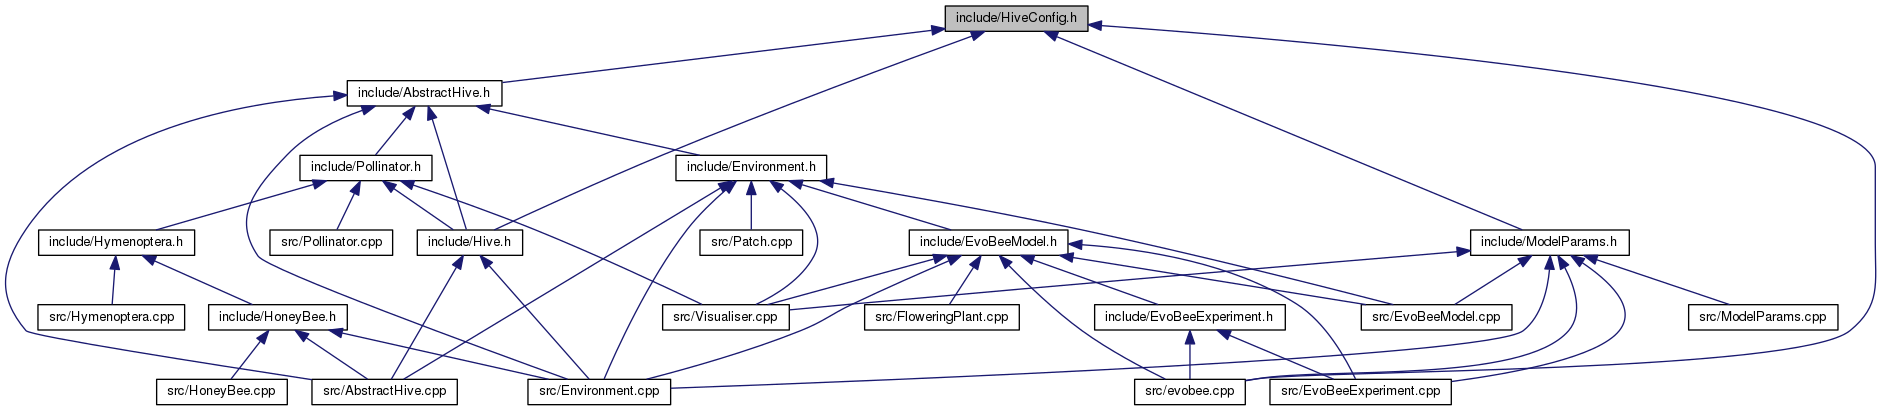 include/HiveConfig.h
include/AbstractHive.h
include/Pollinator.h
include/Environment.h
include/Hymenoptera.h
src/Pollinator.cpp
include/Hive.h
src/Patch.cpp
include/EvoBeeModel.h
include/ModelParams.h
src/Hymenoptera.cpp
include/HoneyBee.h
src/Visualiser.cpp
src/FloweringPlant.cpp
include/EvoBeeExperiment.h
src/EvoBeeModel.cpp
src/ModelParams.cpp
src/HoneyBee.cpp
src/AbstractHive.cpp
src/Environment.cpp
src/evobee.cpp
src/EvoBeeExperiment.cpp